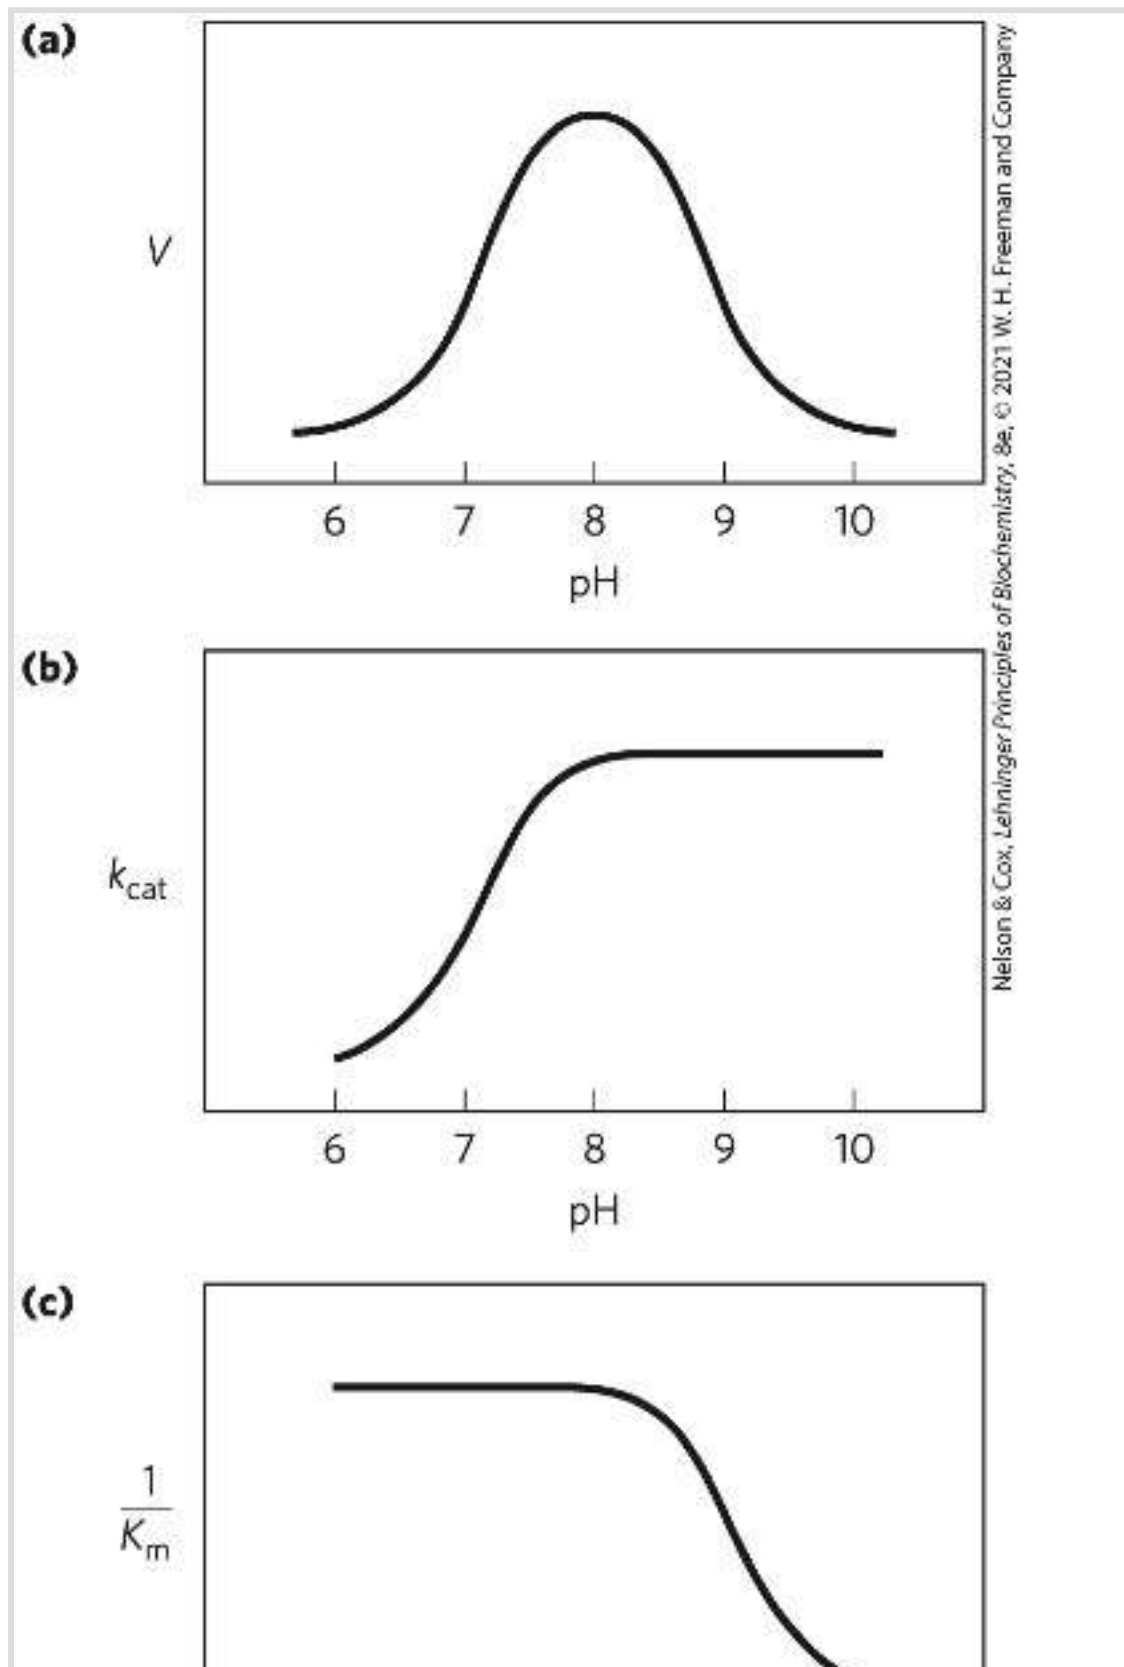 (a)
V
6 7 8 9 10
pH
(b)
kcat
6 7 8 9 10
pH
(c)
1
Km
Nelson & Cox, Lehninger Principles of Biochemistry, 8e, © 2021 W. H. Freeman and Company